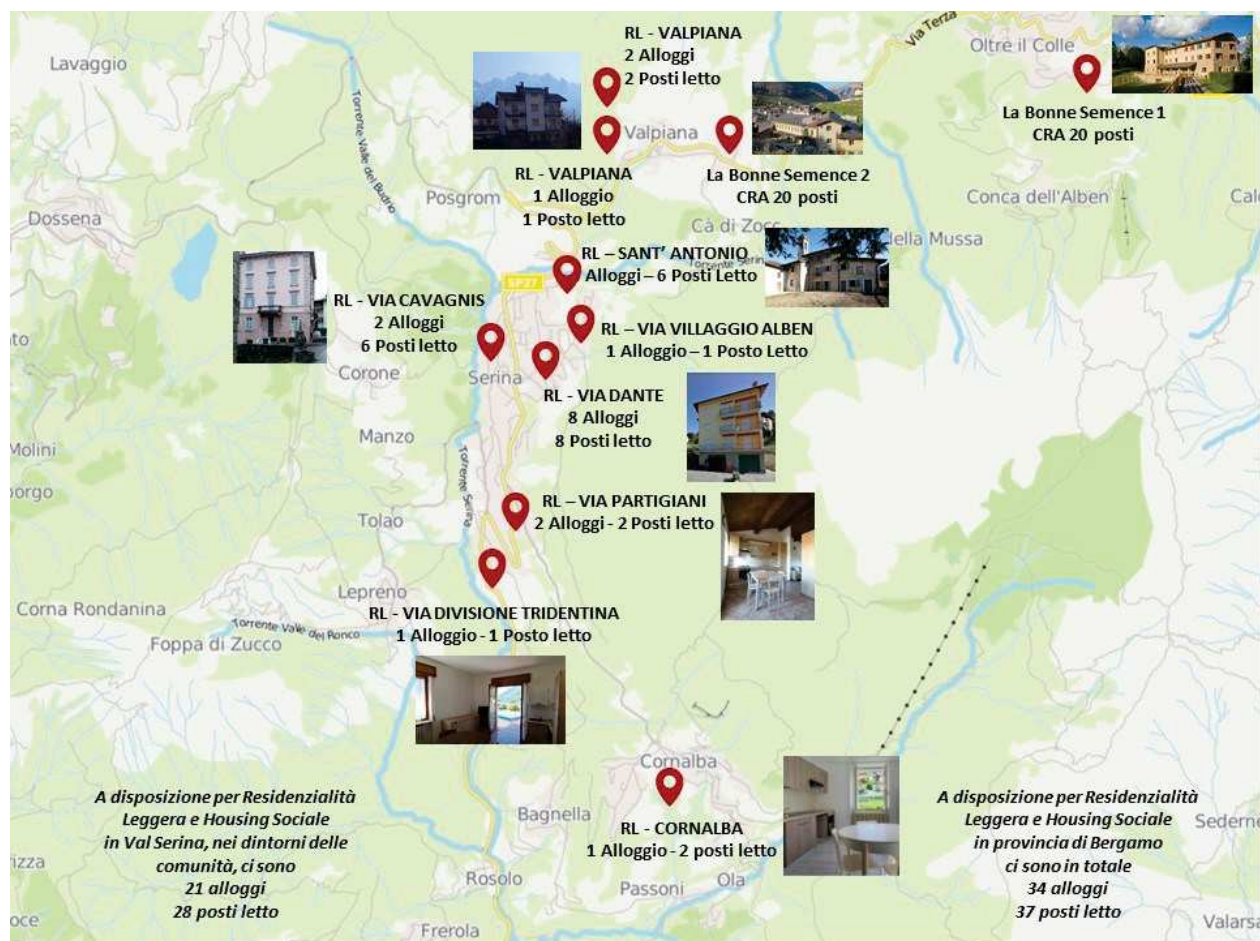 Lavaggio
RL - VALPIANA
2 Alloggi
2 Posti letto
Via Terza
Oltre il Colle
La Bonne Semence 1
CRA 20 posti
Torrente Valle del Budrio
Valpiana
RL - VALPIANA
1 Alloggio
1 Posto letto
La Bonne Semence 2
CRA 20 posti
Posgrom
Dossena
Conca dell'Alben
Cà di Zocc
della Mussa
RL – SANT' ANTONIO
Alloggi – 6 Posti Letto
Torrente Serina
SP27
RL - VIA CAVAGNIS
2 Alloggi
6 Posti letto
RL – VIA VILLAGGIO ALBEN
1 Alloggio – 1 Posto Letto
Corone
Serina
RL - VIA DANTE
8 Alloggi
8 Posti letto
Manzo
Molini
Torrente Serina
RL – VIA PARTIGIANI
2 Alloggi - 2 Posti letto
Tolao
Lepreno
Corna Rondanina
Torrente Valle del Ronco
Foppa di Zucco
RL - VIA DIVISIONE TRIDENTINA
1 Alloggio - 1 Posto letto
Cornalba
RL - CORNALBA
1 Alloggio - 2 posti letto
Bagnella
Rosolo
Passoni
Ola
Frerola
A disposizione per Residenzialità
Leggera e Housing Sociale
in Val Serina, nei dintorni delle
comunità, ci sono
21 alloggi
28 posti letto
A disposizione per Residenzialità
Leggera e Housing Sociale
in provincia di Bergamo
ci sono in totale
34 alloggi
37 posti letto
Sederne
Valarsa